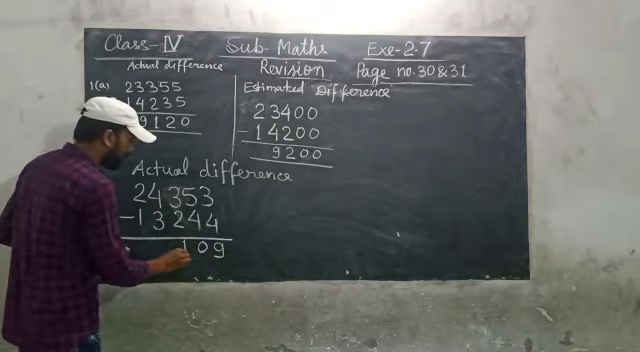 Class-IV Sub- Maths Exe-2.7
Actual difference Revision Page no.30&31
1(a) 23355
14235
9120
Estimated Difference
23400
- 14200
9200
Actual difference
24353
-13244
109